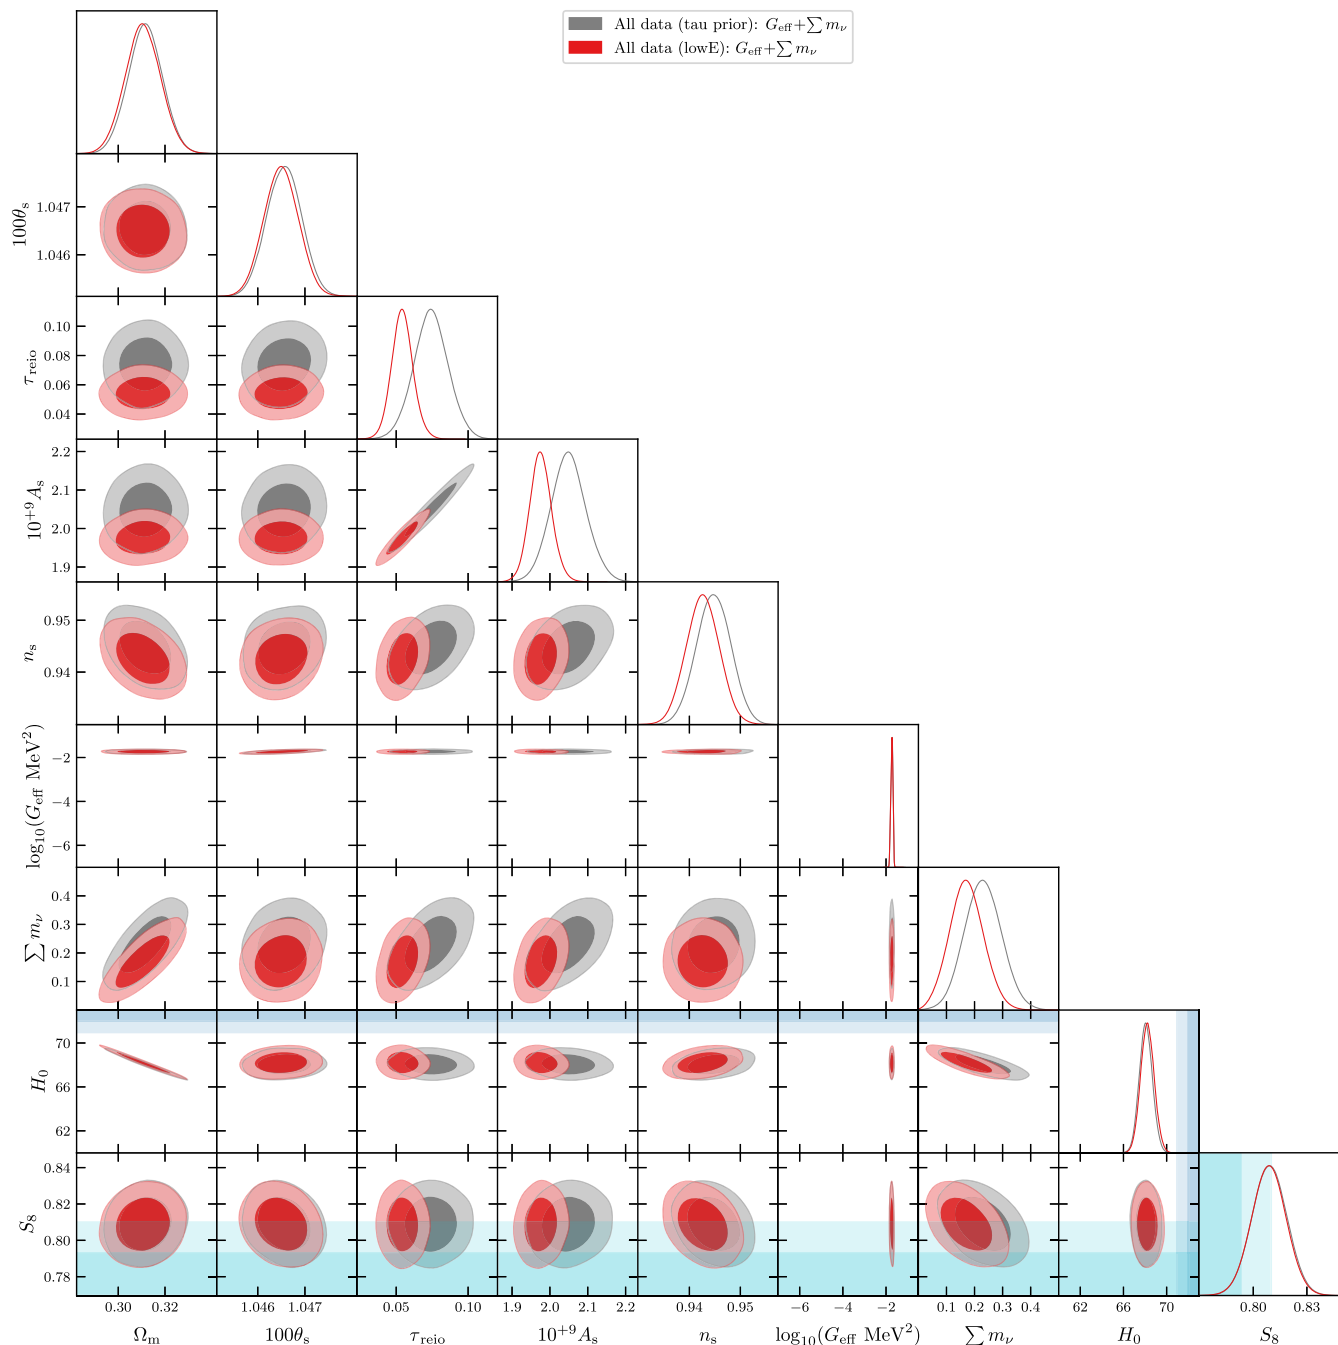 All data (tau prior): G_eff+∑ m_ν
All data (lowE): G_eff+∑ m_ν
100θ_s
1.047
1.046
τ_reio
0.10
0.08
0.06
0.04
10^{+9}A_s
2.2
2.1
2.0
1.9
n_s
0.95
0.94
log_10(G_eff MeV^2)
−2
−4
−6
∑ m_ν
0.4
0.3
0.2
0.1
H_0
70
66
62
S_8
0.84
0.82
0.80
0.78
0.30 0.32 1.046 1.047 0.05 0.10 1.9 2.0 2.1 2.2 0.94 0.95 −6 −4 −2 0.1 0.2 0.3 0.4 62 66 70 0.80 0.83
Ω_m 100θ_s τ_reio 10^{+9}A_s n_s log_10(G_eff MeV^2) ∑ m_ν H_0 S_8